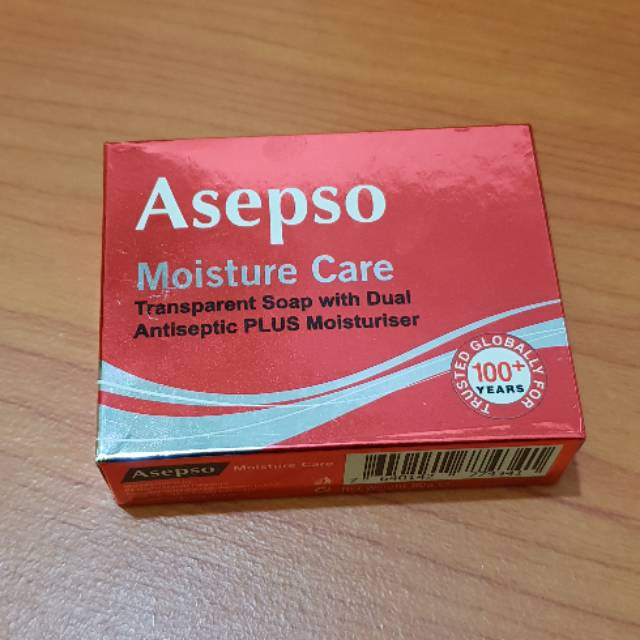 Asepso
Moisture Care
Transparent Soap with Dual
Antiseptic PLUS Moisturiser
TRUSTED GLOBALLY FOR
100+
YEARS
Asepso Moisture Care